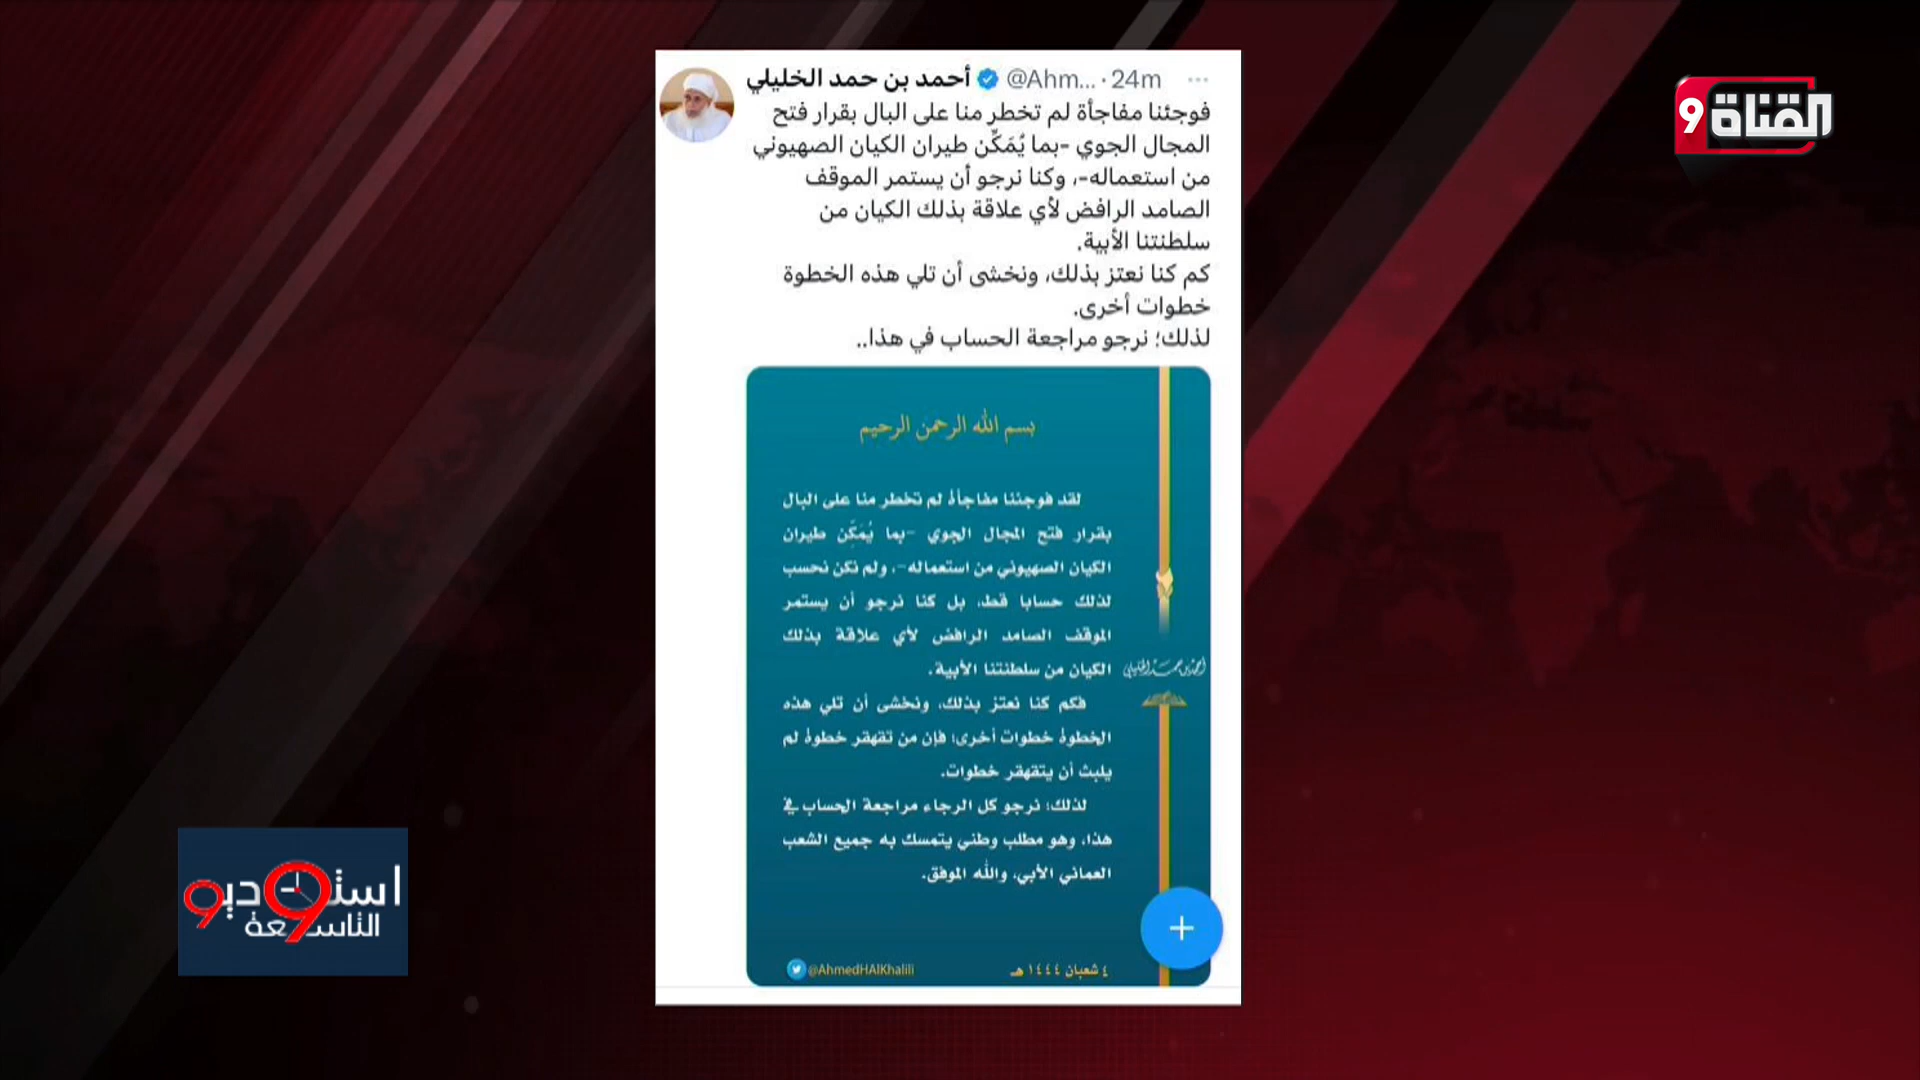 أحمد بن حمد الخليلي @Ahm... · 24m
فوجئنا مفاجأة لم تخطر منا على البال بقرار فتح
المجال الجوي -بما يُمَكِّن طيران الكيان الصهيوني
من استعماله-، وكنا نرجو أن يستمر الموقف
الصامد الرافض لأي علاقة بذلك الكيان من
سلطنتنا الأبية.
كم كنا نعتز بذلك، ونخشى أن تلي هذه الخطوة
خطوات أخرى.
لذلك؛ نرجو مراجعة الحساب في هذا..
بسم الله الرحمن الرحيم
لقد فوجئنا مفاجأة لم تخطر منا على البال
بقرار فتح المجال الجوي -بما يُمَكِّن طيران
الكيان الصهيوني من استعماله-، ولم نكن نحسب
لذلك حسابا قط، بل كنا نرجو أن يستمر
الموقف الصامد الرافض لأي علاقة بذلك
الكيان من سلطنتنا الأبية.
فكم كنا نعتز بذلك، ونخشى أن تلي هذه
الخطوة خطوات أخرى؛ فإن من تقهقر خطوة لم
يلبث أن يتقهقر خطوات.
لذلك؛ نرجو كل الرجاء مراجعة الحساب في
هذا، وهو مطلب وطني يتمسك به جميع الشعب
العماني الأبي، والله الموفق.
أحمد بن حمد الخليلي
٤ شعبان ١٤٤٤ هـ
@AhmedHAlKhalili
القناة 9
استوديو
التاسعة